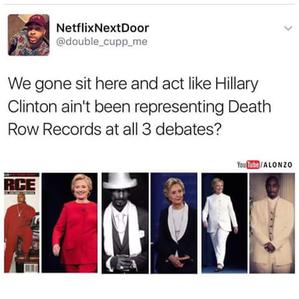 NetflixNextDoor
@double_cupp_me
We gone sit here and act like Hillary
Clinton ain't been representing Death
Row Records at all 3 debates?
YouTube/ALONZO
RCE